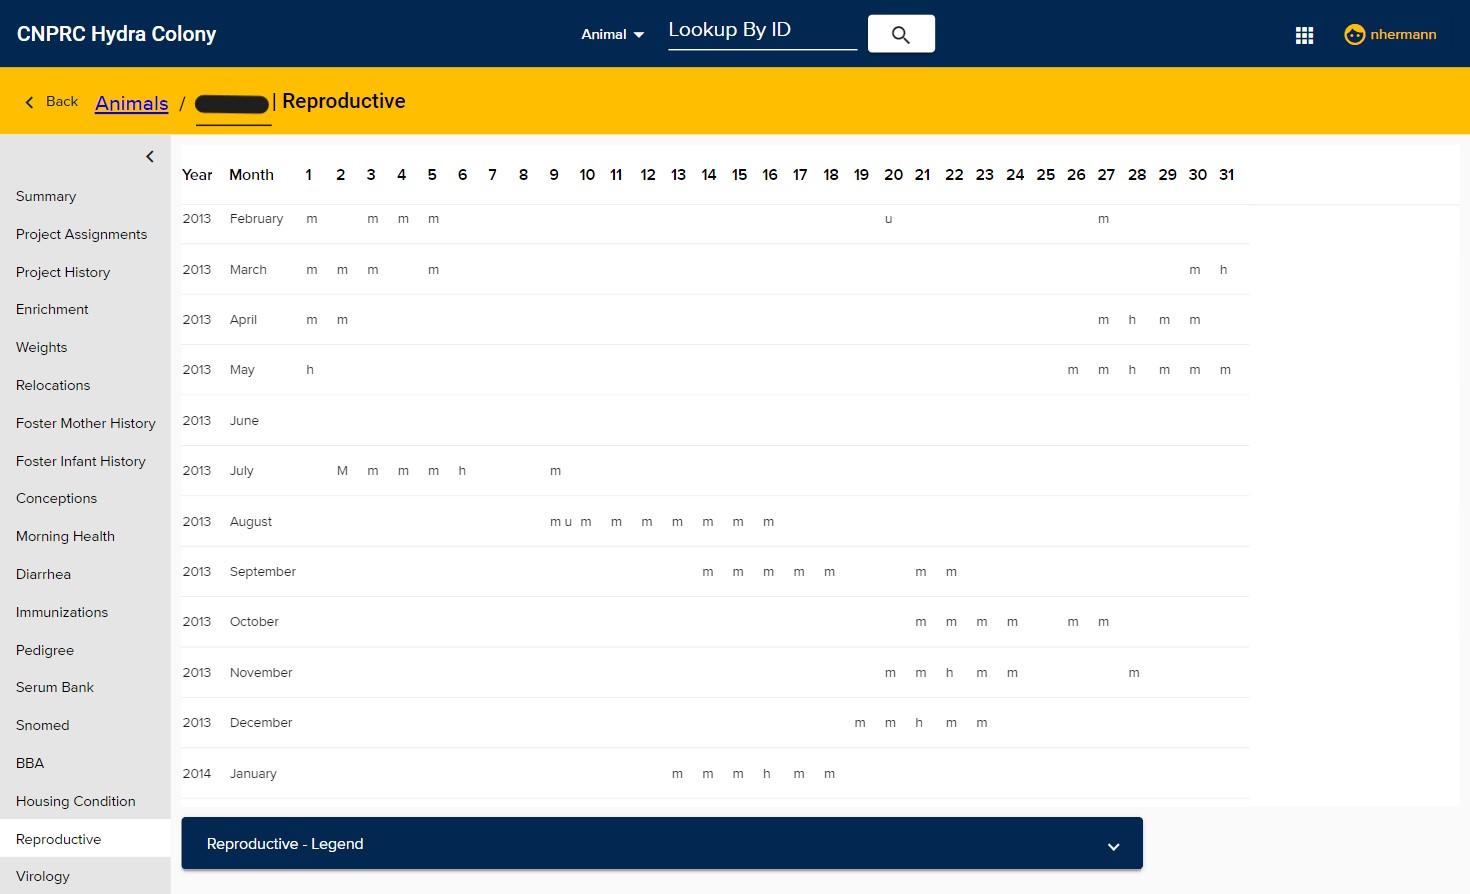 CNPRC Hydra Colony Animal Lookup By ID nhermann
Back Animals / | Reproductive
Summary
Project Assignments
Project History
Enrichment
Weights
Relocations
Foster Mother History
Foster Infant History
Conceptions
Morning Health
Diarrhea
Immunizations
Pedigree
Serum Bank
Snomed
BBA
Housing Condition
Reproductive
Virology
Year Month 1 2 3 4 5 6 7 8 9 10 11 12 13 14 15 16 17 18 19 20 21 22 23 24 25 26 27 28 29 30 31
2013 February m m m m u m
2013 March m m m m m h
2013 April m m m h m m
2013 May h m m h m m m
2013 June
2013 July M m m m h m
2013 August m u m m m m m m m
2013 September m m m m m m m
2013 October m m m m m m
2013 November m m h m m m
2013 December m m h m m
2014 January m m m h m m
Reproductive - Legend